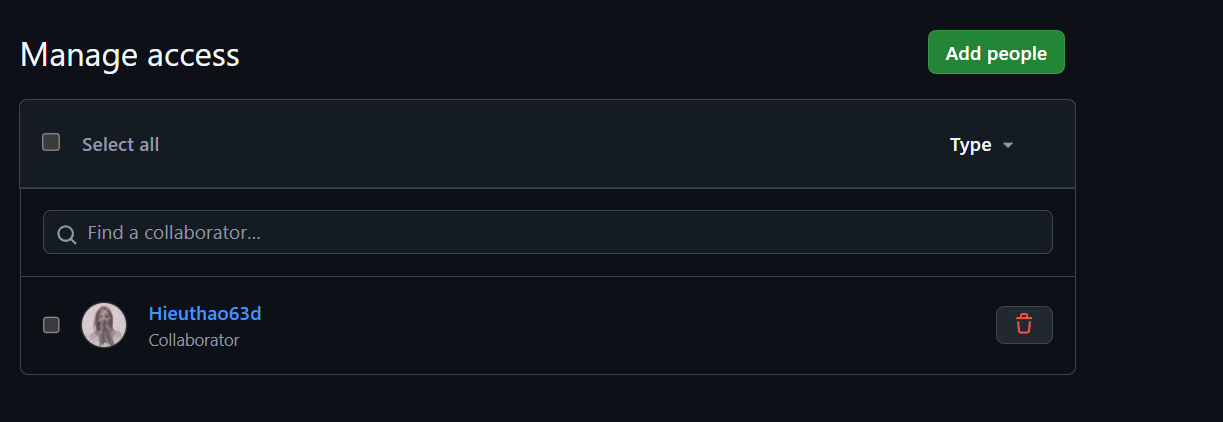 Manage access
Add people
Select all
Type
Find a collaborator...
Hieuthao63d
Collaborator